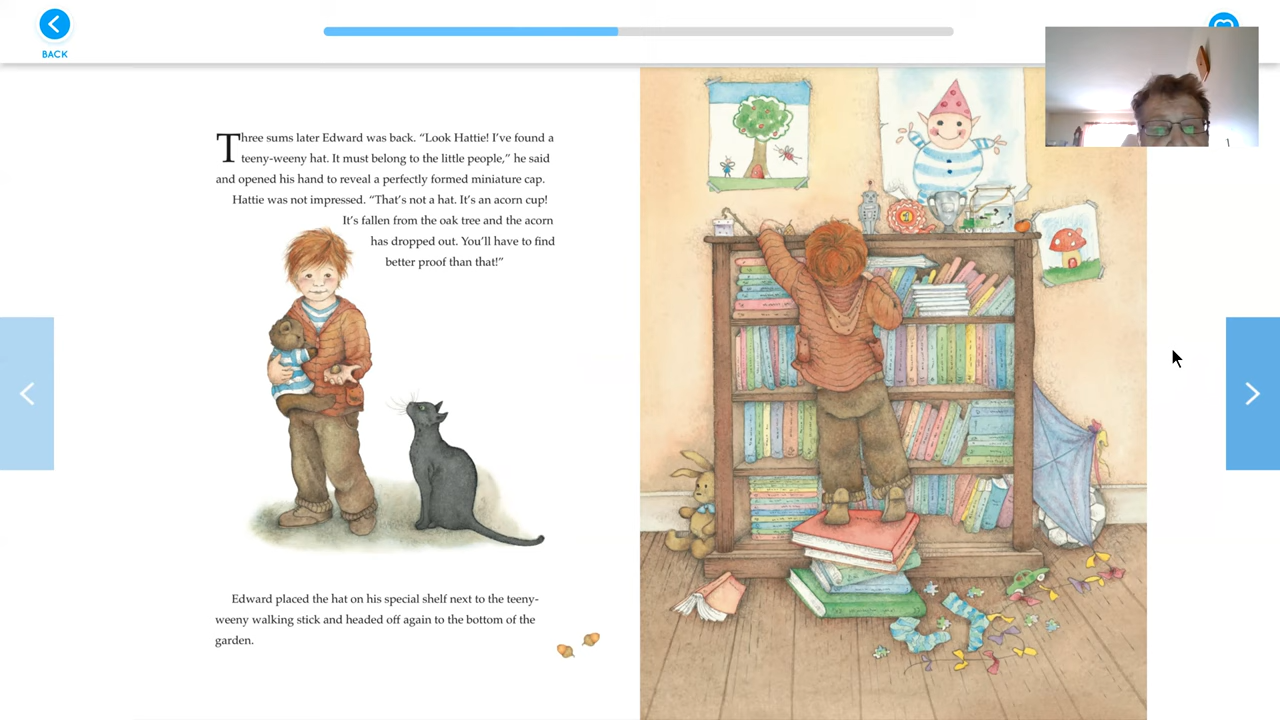 BACK
Three sums later Edward was back. “Look Hattie! I’ve found a
teeny-weeny hat. It must belong to the little people,” he said
and opened his hand to reveal a perfectly formed miniature cap.
Hattie was not impressed. “That’s not a hat. It’s an acorn cup!
It’s fallen from the oak tree and the acorn
has dropped out. You’ll have to find
better proof than that!”
Edward placed the hat on his special shelf next to the teeny-
weeny walking stick and headed off again to the bottom of the
garden.